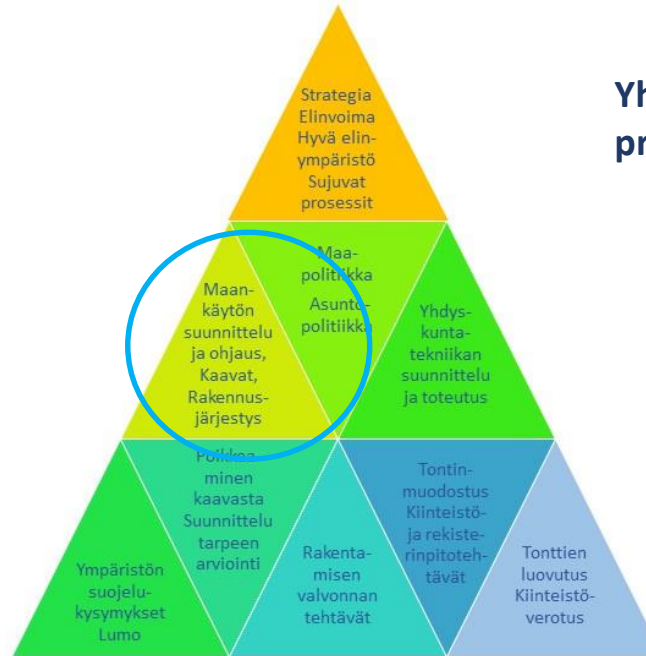 Strategia
Elinvoima
Hyvä elin-
ympäristö
Sujuvat
prosessit
Yh
pr
Maa-
politiikka
Asunto-
politiikka
Maan-
käytön
suunnittelu
ja ohjaus,
Kaavat,
Rakennus-
järjestys
Yhdys-
kunta-
tekniikan
suunnittelu
ja toteutus
Ympäristön
suojelu-
kysymykset
Lumo
Poikkea-
minen
kaavasta
Suunnittelu
tarpeen
arviointi
Rakenta-
misen
valvonnan
tehtävät
Tontin-
muodostus
Kiinteistö-
ja rekiste-
rinpitoteh-
tävät
Tonttien
luovutus
Kiinteistö-
verotus